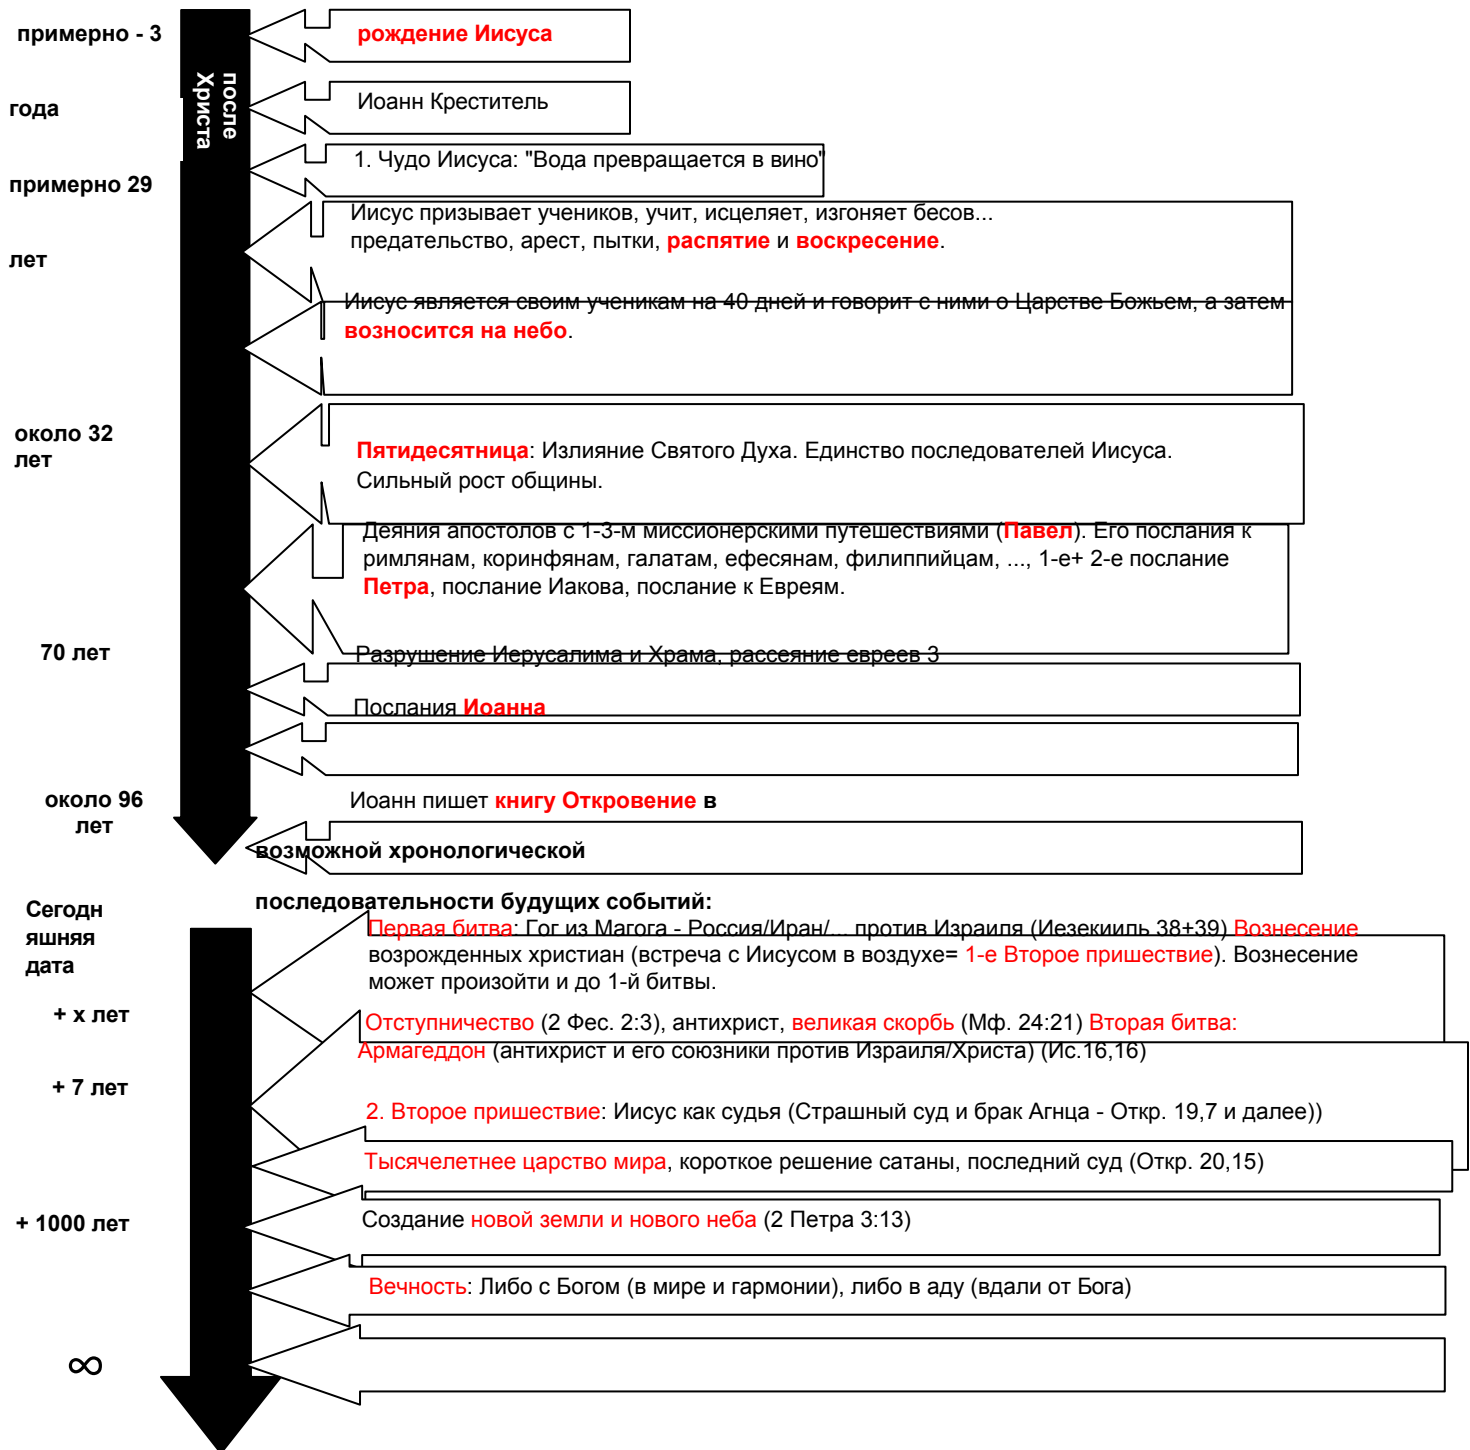 примерно - 3
рождение Иисуса
после
Христа
года
Иоанн Креститель
1. Чудо Иисуса: "Вода превращается в вино"
примерно 29
Иисус призывает учеников, учит, исцеляет, изгоняет бесов...
предательство, арест, пытки, распятие и воскресение.
лет
Иисус является своим ученикам на 40 дней и говорит с ними о Царстве Божьем, а затем
возносится на небо.
около 32
лет
Пятидесятница: Излияние Святого Духа. Единство последователей Иисуса.
Сильный рост общины.
Деяния апостолов с 1-3-м миссионерскими путешествиями (Павел). Его послания к
римлянам, коринфянам, галатам, ефесянам, филиппийцам, ..., 1-е+ 2-е послание
Петра, послание Иакова, послание к Евреям.
70 лет
Разрушение Иерусалима и Храма, рассеяние евреев 3
Послания Иоанна
около 96
лет
Иоанн пишет книгу Откровение в
возможной хронологической
последовательности будущих событий:
Сегодн
яшняя
дата
Первая битва: Гог из Магога - Россия/Иран/... против Израиля (Иезекииль 38+39) Вознесение
возрожденных христиан (встреча с Иисусом в воздухе= 1-е Второе пришествие). Вознесение
может произойти и до 1-й битвы.
+ x лет
Отступничество (2 Фес. 2:3), антихрист, великая скорбь (Мф. 24:21) Вторая битва:
Армагеддон (антихрист и его союзники против Израиля/Христа) (Ис.16,16)
+ 7 лет
2. Второе пришествие: Иисус как судья (Страшный суд и брак Агнца - Откр. 19,7 и далее))
Тысячелетнее царство мира, короткое решение сатаны, последний суд (Откр. 20,15)
+ 1000 лет
Создание новой земли и нового неба (2 Петра 3:13)
Вечность: Либо с Богом (в мире и гармонии), либо в аду (вдали от Бога)
∞